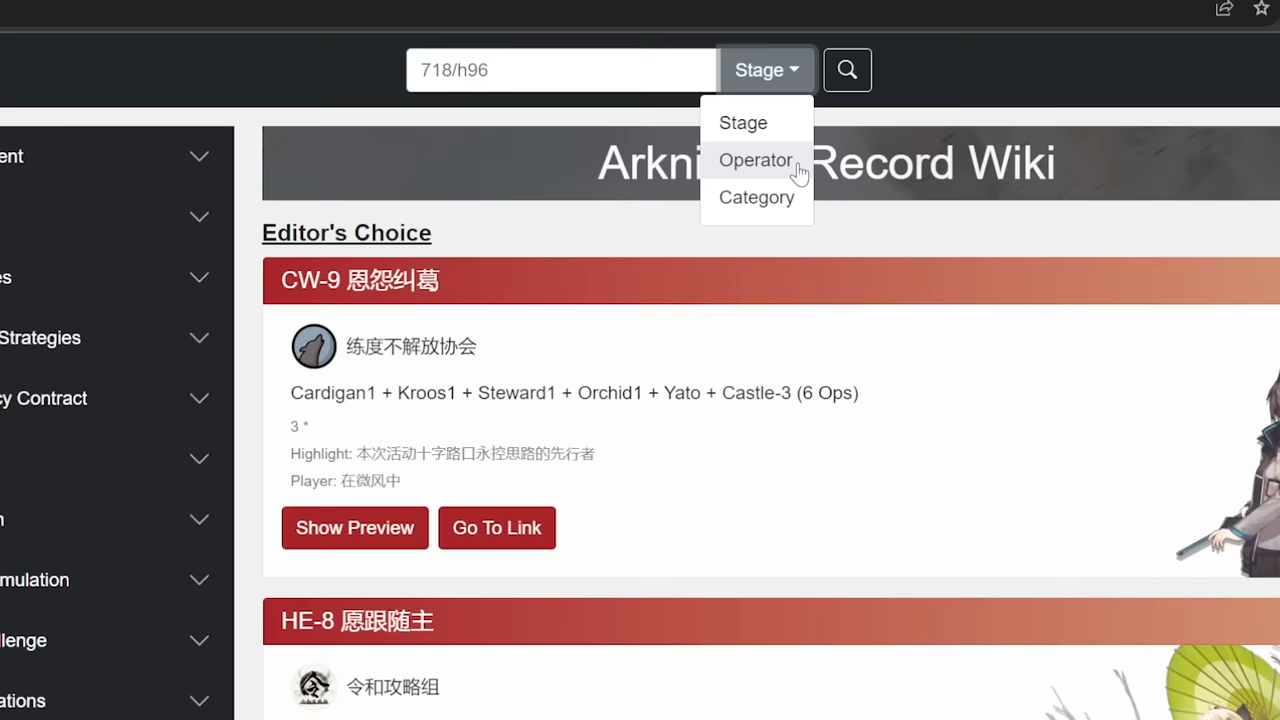 718/h96
Stage
Stage
Operator
Category
Arkni Record Wiki
ent
es
Strategies
cy Contract
n
mulation
llenge
ations
Editor's Choice
CW-9 恩怨纠葛
练度不解放协会
Cardigan1 + Kroos1 + Steward1 + Orchid1 + Yato + Castle-3 (6 Ops)
3 *
Highlight: 本次活动十字路口永控思路的先行者
Player: 在微风中
Show Preview
Go To Link
HE-8 愿跟随主
令和攻略组